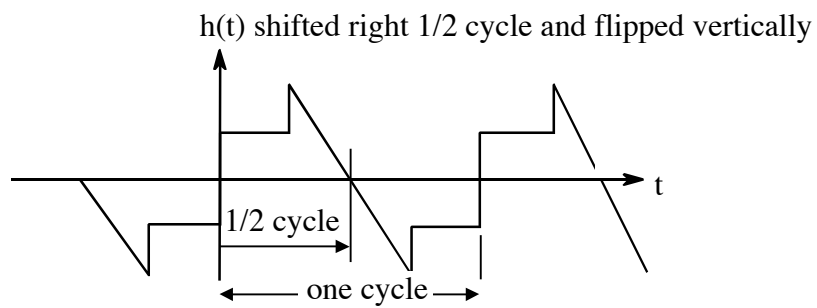 h(t) shifted right 1/2 cycle and flipped vertically
t
1/2 cycle
one cycle